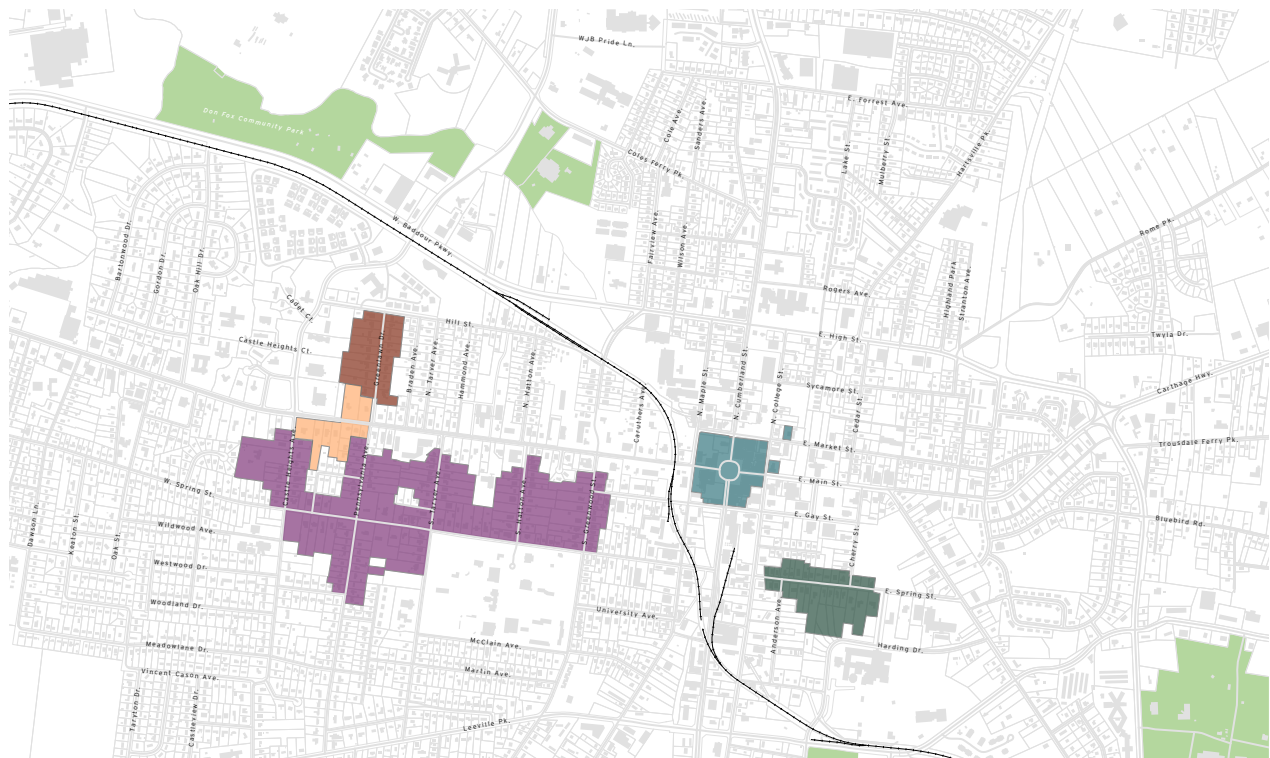 W.J.B Pride Ln.
E. Forrest Ave.
Don Fox Community Park
Cole Ave.
Sanders Ave.
Coles Ferry Pk.
Lake St.
Mulberry St.
Hartsville Pk.
Rome Pk.
W. Baddour Pkwy.
Fairview Ave.
Wilson Ave.
Bartonwood Dr.
Gordon Dr.
Oak Hill Dr.
Highland Park
Stranton Ave.
Rogers Ave.
Cadet Ct.
Hill St.
E. High St.
Twyla Dr.
Castle Heights Ct.
Braden Ave.
N. Tarver Ave.
Hammond Ave.
N. Hatton Ave.
N. Maple St.
N. Cumberland St.
N. College St.
Sycamore St.
Cedar St.
Carthage Hwy.
Caruthers Ave.
E. Market St.
Trousdale Ferry Pk.
E. Main St.
W. Spring St.
E. Gay St.
Bluebird Rd.
Dawson Ln.
Keaton St.
Oak St.
Wildwood Ave.
Cherry St.
Westwood Dr.
E. Spring St.
Woodland Dr.
University Ave.
Anderson Ave.
Harding Dr.
Meadowlane Dr.
McClain Ave.
Vincent Cason Ave.
Martin Ave.
Tarpton Dr.
Castleview Dr.
Leeville Pk.